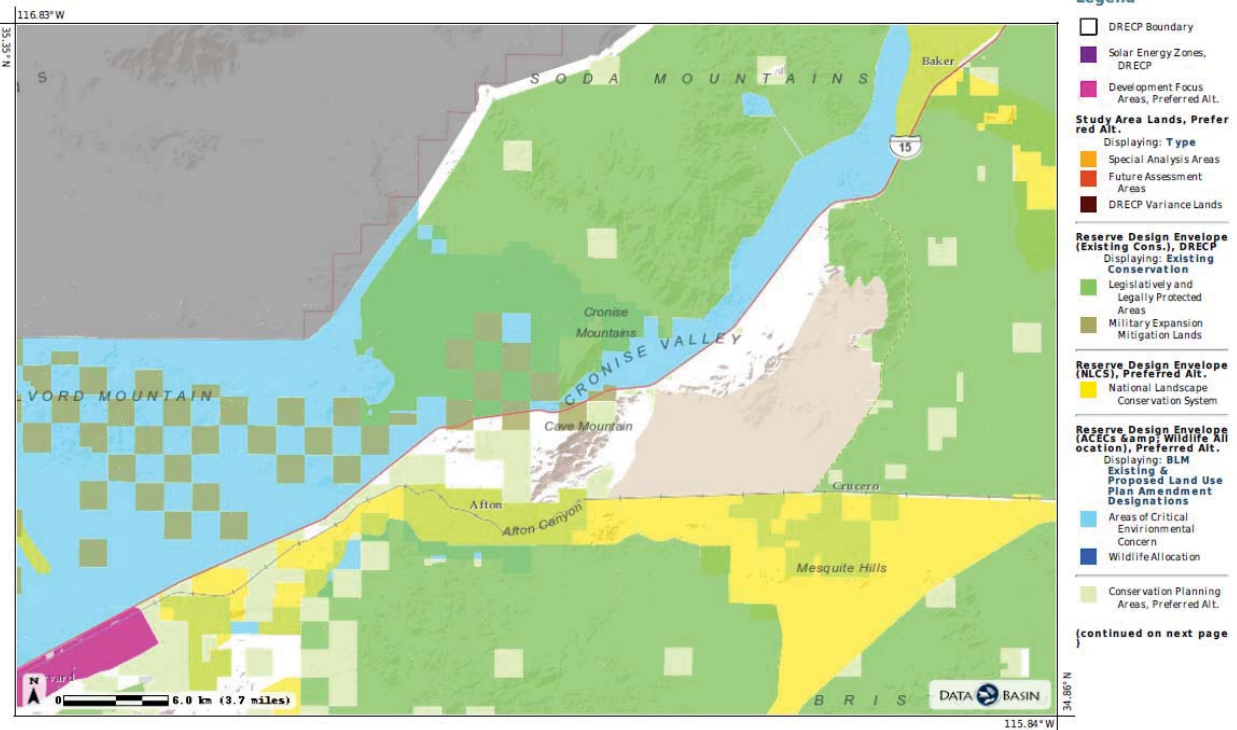 116.83°W
35.35°N
S
SODA MOUNTAINS
Baker
15
Cronise
Mountains
CRONISE VALLEY
LVORD MOUNTAIN
Cave Mountain
Crucero
Afton
Afton Canyon
Mesquite Hills
vard
N
0
6.0 km (3.7 miles)
BRIS
DATA BASIN
34.86°N
115.84°W
Legend
DRECP Boundary
Solar Energy Zones,
DRECP
Development Focus
Areas, Preferred Alt.
Study Area Lands, Prefer
red Alt.
Displaying: Type
Special Analysis Areas
Future Assessment
Areas
DRECP Variance Lands
Reserve Design Envelope
(Existing Cons.), DRECP
Displaying: Existing
Conservation
Legislatively and
Legally Protected
Areas
Military Expansion
Mitigation Lands
Reserve Design Envelope
(NLCS), Preferred Alt.
National Landscape
Conservation System
Reserve Design Envelope
(ACECs &amp; Wildlife All
ocation), Preferred Alt.
Displaying: BLM
Existing &
Proposed Land Use
Plan Amendment
Designations
Areas of Critical
Environmental
Concern
Wildlife Allocation
Conservation Planning
Areas, Preferred Alt.
(continued on next page
)